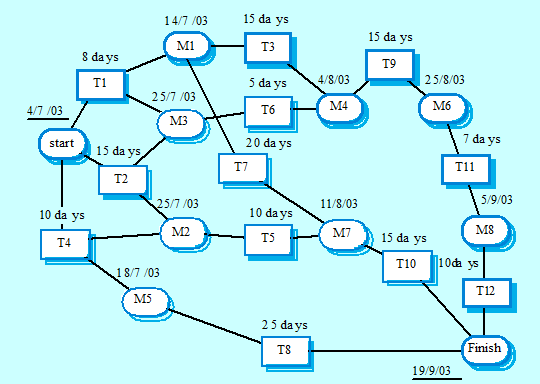 14/7 /03
15 days
15 days
M1
T3
8 days
T9
T1
25/7 /03
5 days
4/8/03
25/8/03
4/7 /03
M3
T6
M4
M6
start
15 days
20 days
7 days
T2
T7
T11
25/7 /03
11/8/03
5/9/03
10 days
10 days
M2
T5
M7
15 days
M8
T4
18/7 /03
T10
10da ys
M5
T12
25 days
T8
Finish
19/9/03